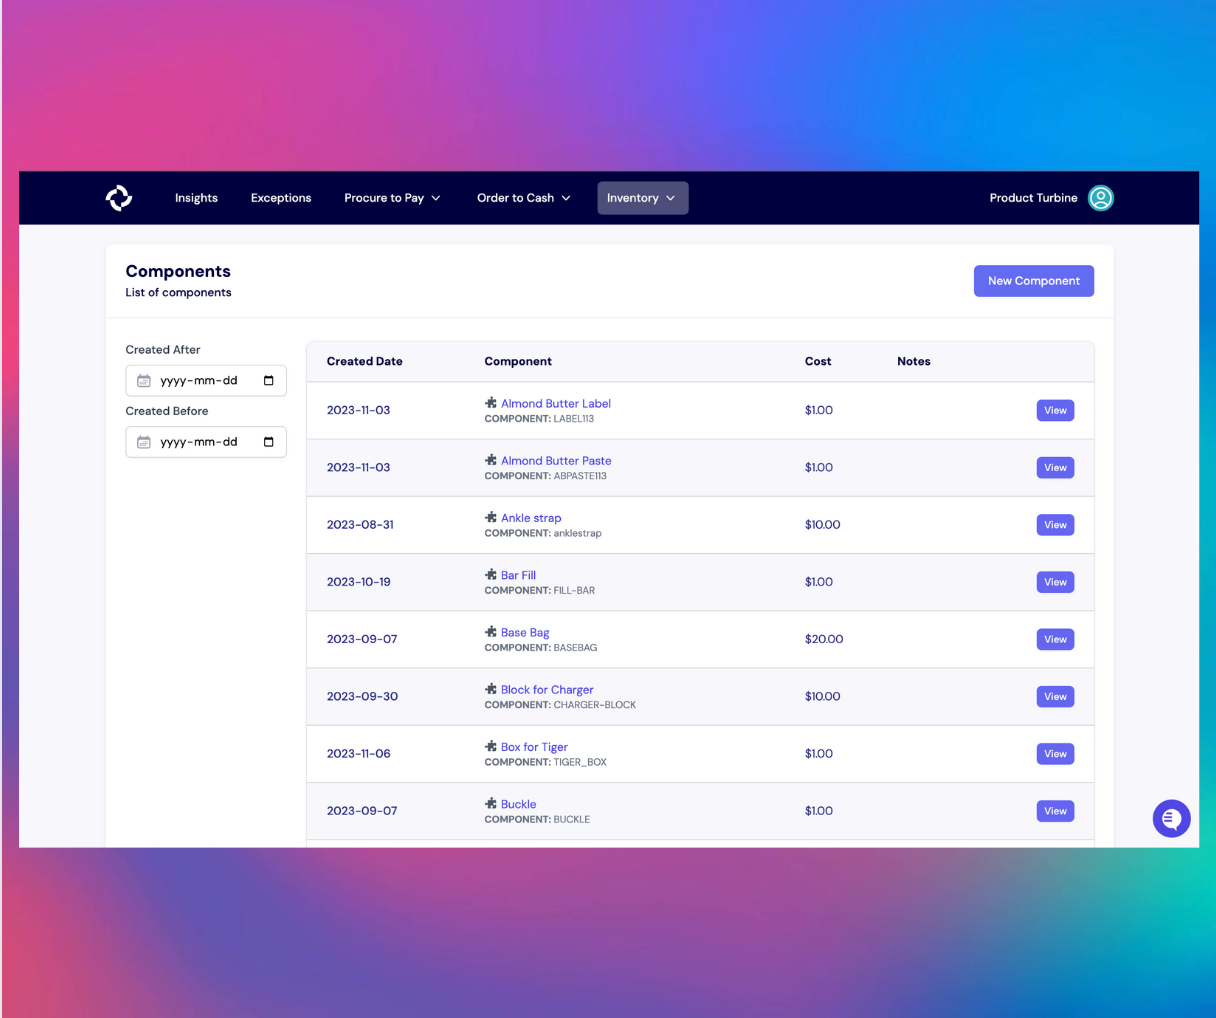 Insights Exceptions Procure to Pay Order to Cash Inventory Product Turbine
Components
List of components
New Component
Created After
yyyy-mm-dd
Created Before
yyyy-mm-dd
Created Date Component Cost Notes
2023-11-03 Almond Butter Label $1.00 View
COMPONENT: LABEL113
2023-11-03 Almond Butter Paste $1.00 View
COMPONENT: ABPASTE113
2023-08-31 Ankle strap $10.00 View
COMPONENT: anklestrap
2023-10-19 Bar Fill $1.00 View
COMPONENT: FILL-BAR
2023-09-07 Base Bag $20.00 View
COMPONENT: BASEBAG
2023-09-30 Block for Charger $10.00 View
COMPONENT: CHARGER-BLOCK
2023-11-06 Box for Tiger $1.00 View
COMPONENT: TIGER_BOX
2023-09-07 Buckle $1.00 View
COMPONENT: BUCKLE